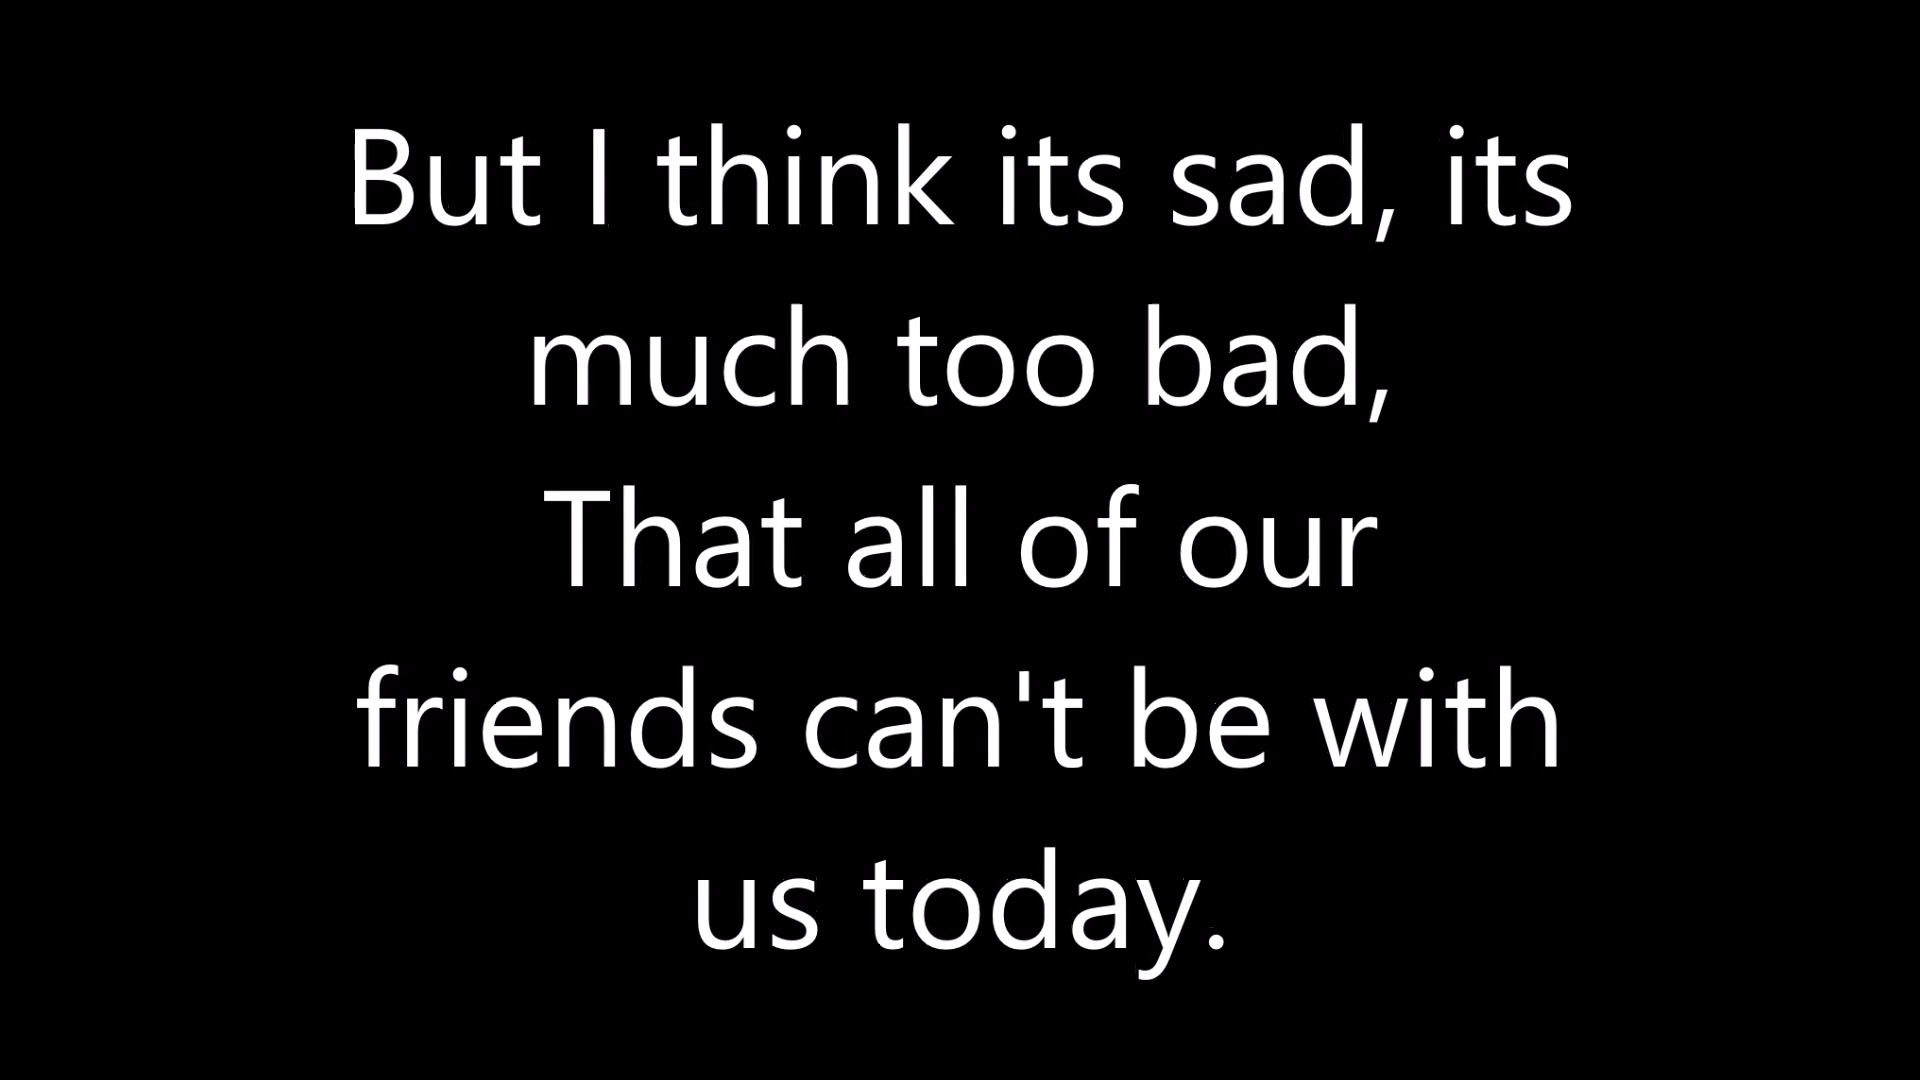 But I think its sad, its
much too bad,
That all of our
friends can't be with
us today.